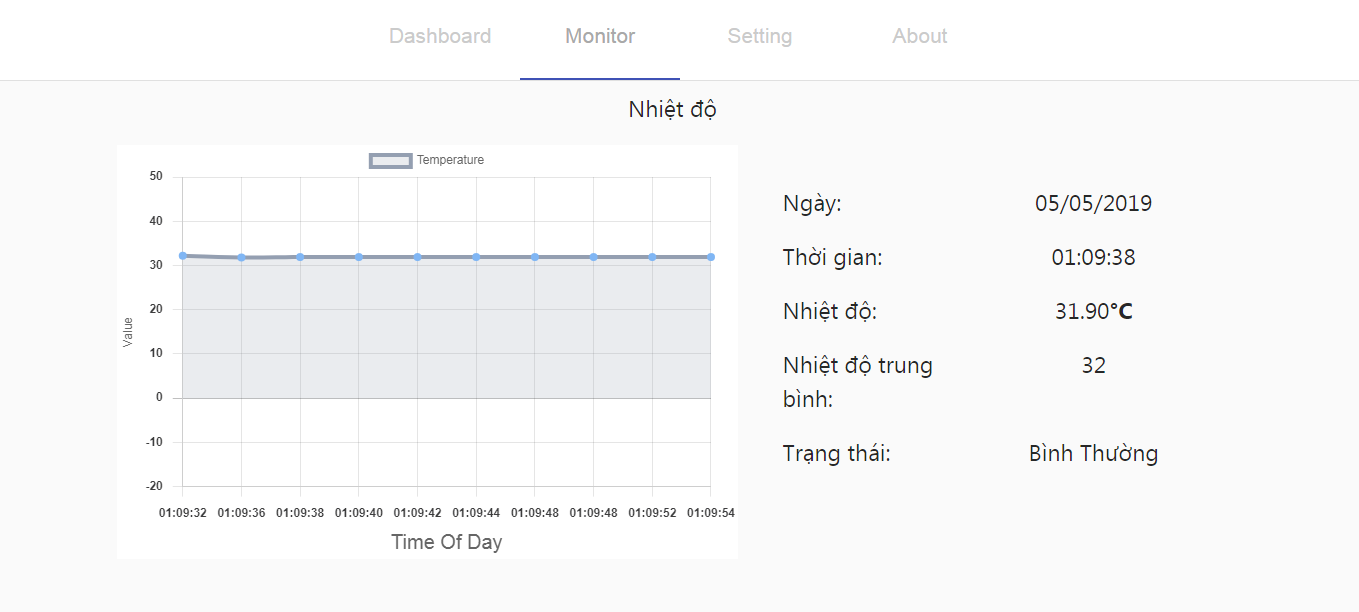 Dashboard Monitor Setting About
Nhiệt độ
Temperature
50
40
30
20
10
0
-10
-20
Value
01:09:32 01:09:36 01:09:38 01:09:40 01:09:42 01:09:44 01:09:48 01:09:48 01:09:52 01:09:54
Time Of Day
Ngày: 05/05/2019
Thời gian: 01:09:38
Nhiệt độ: 31.90°C
Nhiệt độ trung 32
bình:
Trạng thái: Bình Thường